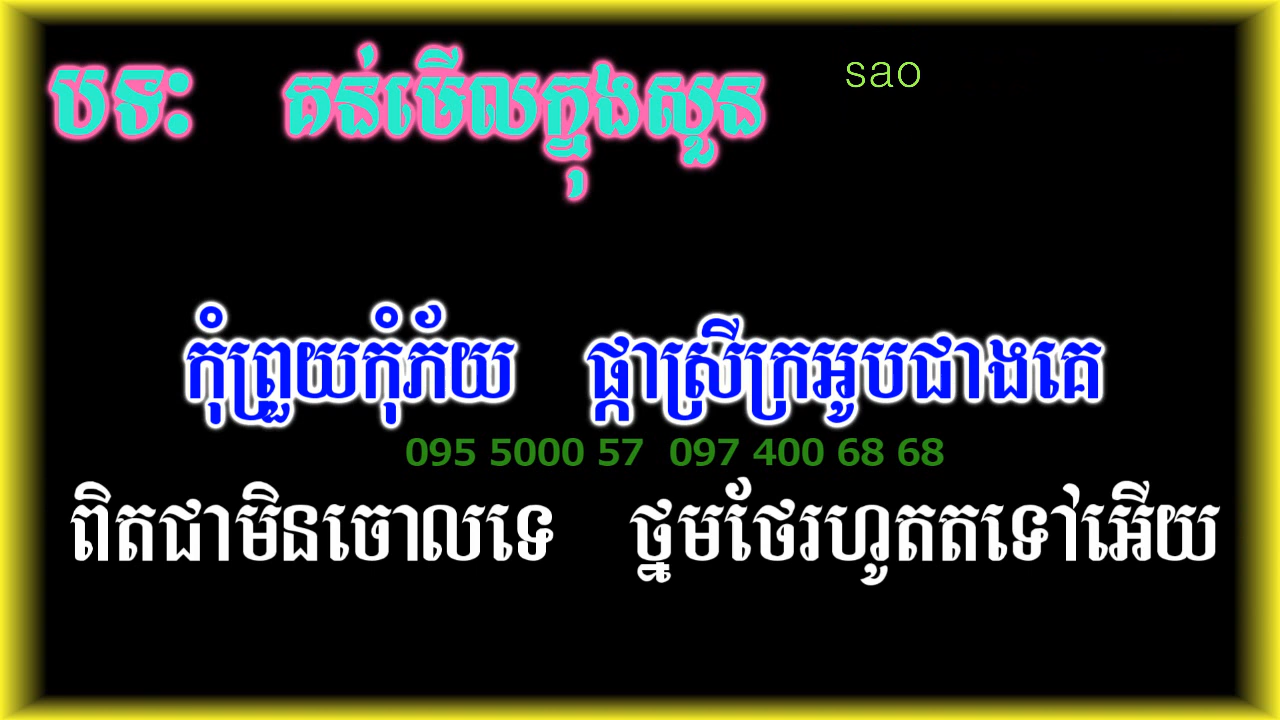 បទ៖ គន់មើលក្នុងសួន sao
កុំព្រួយកុំភ័យ ផ្កាស្រីក្រអូបជាងគេ
095 5000 57 097 400 68 68
ពិតជាមិនចោលទេ ថ្នមថែរហូតតទៅអើយ